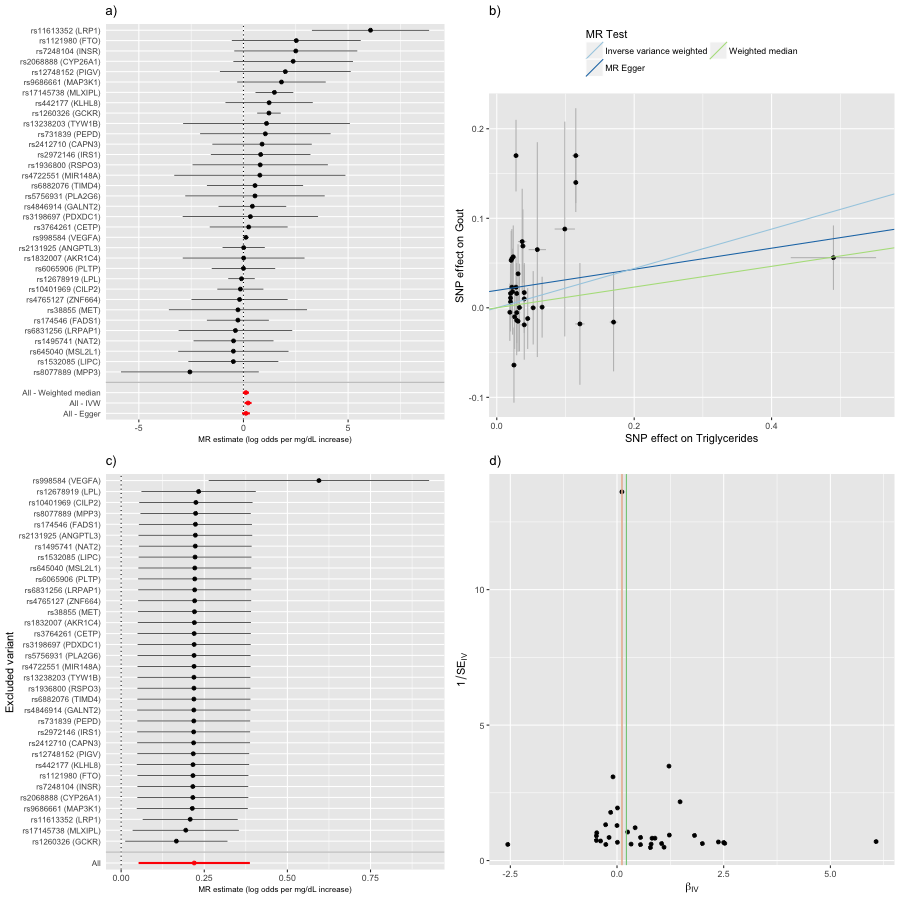 a)
rs11613352 (LRP1)
rs1121980 (FTO)
rs7248104 (INSR)
rs2068888 (CYP26A1)
rs12748152 (PIGV)
rs9686661 (MAP3K1)
rs17145738 (MLXIPL)
rs442177 (KLHL8)
rs1260326 (GCKR)
rs13238203 (TYW1B)
rs731839 (PEPD)
rs2412710 (CAPN3)
rs2972146 (IRS1)
rs1936800 (RSPO3)
rs4722551 (MIR148A)
rs6882076 (TIMD4)
rs5756931 (PLA2G6)
rs4846914 (GALNT2)
rs3198697 (PDXDC1)
rs3764261 (CETP)
rs998584 (VEGFA)
rs2131925 (ANGPTL3)
rs1832007 (AKR1C4)
rs6065906 (PLTP)
rs12678919 (LPL)
rs10401969 (CILP2)
rs4765127 (ZNF664)
rs38855 (MET)
rs174546 (FADS1)
rs6831256 (LRPAP1)
rs1495741 (NAT2)
rs645040 (MSL2L1)
rs1532085 (LIPC)
rs8077889 (MPP3)
All - Weighted median
All - IVW
All - Egger
-5 0 5
MR estimate (log odds per mg/dL increase)
b)
MR Test
Inverse variance weighted Weighted median
MR Egger
SNP effect on Gout
0.2
0.1
0.0
-0.1
0.0 0.2 0.4
SNP effect on Triglycerides
c)
Excluded variant
rs998584 (VEGFA)
rs12678919 (LPL)
rs10401969 (CILP2)
rs8077889 (MPP3)
rs174546 (FADS1)
rs2131925 (ANGPTL3)
rs1495741 (NAT2)
rs1532085 (LIPC)
rs645040 (MSL2L1)
rs6065906 (PLTP)
rs6831256 (LRPAP1)
rs4765127 (ZNF664)
rs38855 (MET)
rs1832007 (AKR1C4)
rs3764261 (CETP)
rs3198697 (PDXDC1)
rs5756931 (PLA2G6)
rs4722551 (MIR148A)
rs13238203 (TYW1B)
rs1936800 (RSPO3)
rs6882076 (TIMD4)
rs4846914 (GALNT2)
rs731839 (PEPD)
rs2972146 (IRS1)
rs2412710 (CAPN3)
rs12748152 (PIGV)
rs442177 (KLHL8)
rs1121980 (FTO)
rs7248104 (INSR)
rs2068888 (CYP26A1)
rs9686661 (MAP3K1)
rs11613352 (LRP1)
rs17145738 (MLXIPL)
rs1260326 (GCKR)
All
0.00 0.25 0.50 0.75
MR estimate (log odds per mg/dL increase)
d)
1/SE_IV
10
5
0
-2.5 0.0 2.5 5.0
β_IV